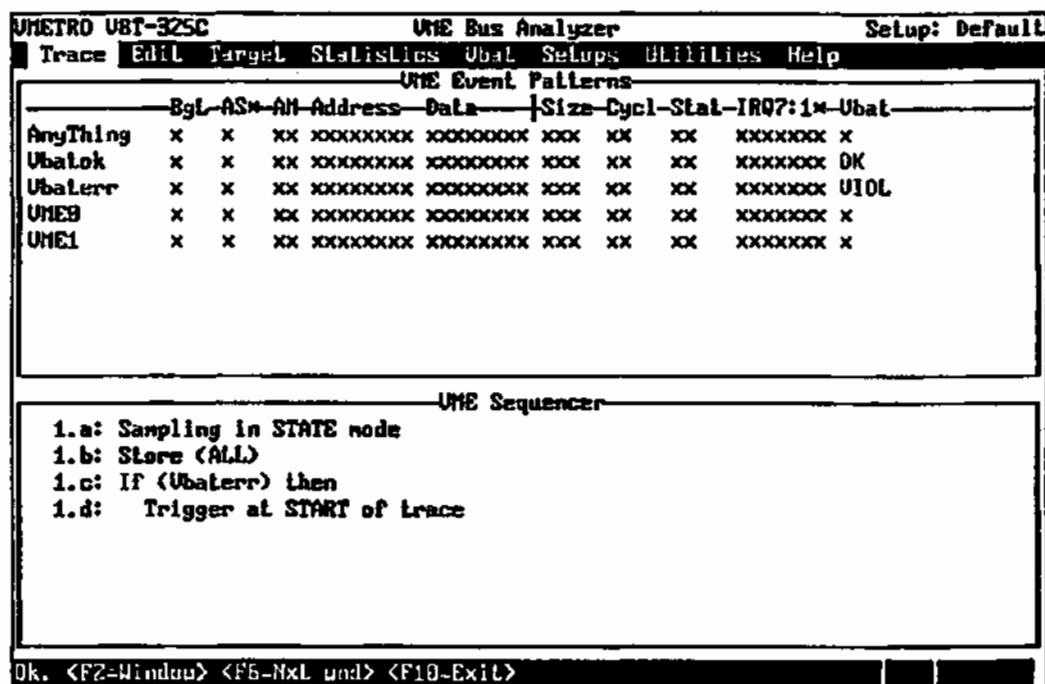 VMETRO VBT-325C VME Bus Analyzer Setup: Default
Trace Edit Target Statistics Vbat Setups Utilities Help
VME Event Patterns
BgL AS* AM Address Data Size Cycl Stat IRQ7:1* Vbat
AnyThing x x xx xxxxxxxx xxxxxxxx xxx xx xx xxxxxxx x
Vbatok x x xx xxxxxxxx xxxxxxxx xxx xx xx xxxxxxx OK
Vbaterr x x xx xxxxxxxx xxxxxxxx xxx xx xx xxxxxxx VIOL
VME0 x x xx xxxxxxxx xxxxxxxx xxx xx xx xxxxxxx x
VME1 x x xx xxxxxxxx xxxxxxxx xxx xx xx xxxxxxx x
VME Sequencer
1.a: Sampling in STATE mode
1.b: Store (ALL)
1.c: If (Vbaterr) then
1.d: Trigger at START of trace
Ok. <F2=Window> <F6=Nxt wnd> <F10=Exit>